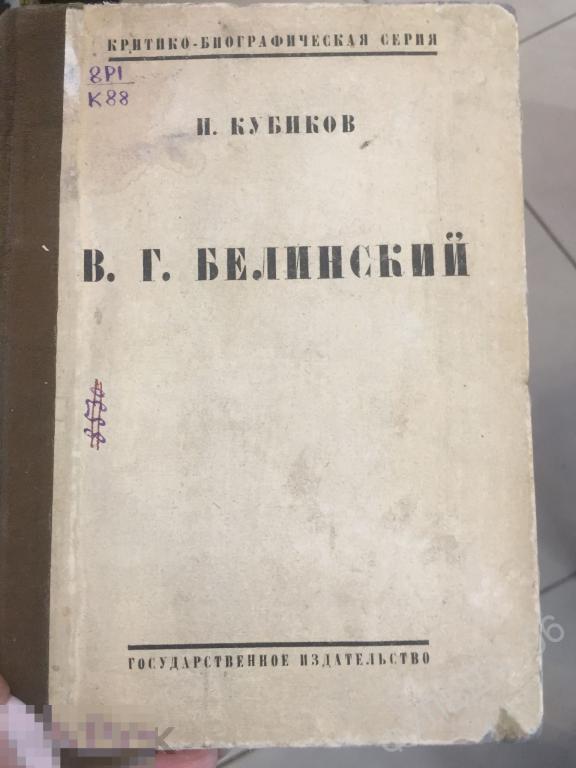 КРИТИКО-БИОГРАФИЧЕСКАЯ СЕРИЯ
8Р1
К88
И. КУБИКОВ
В. Г. БЕЛИНСКИЙ
ГОСУДАРСТВЕННОЕ ИЗДАТЕЛЬСТВО